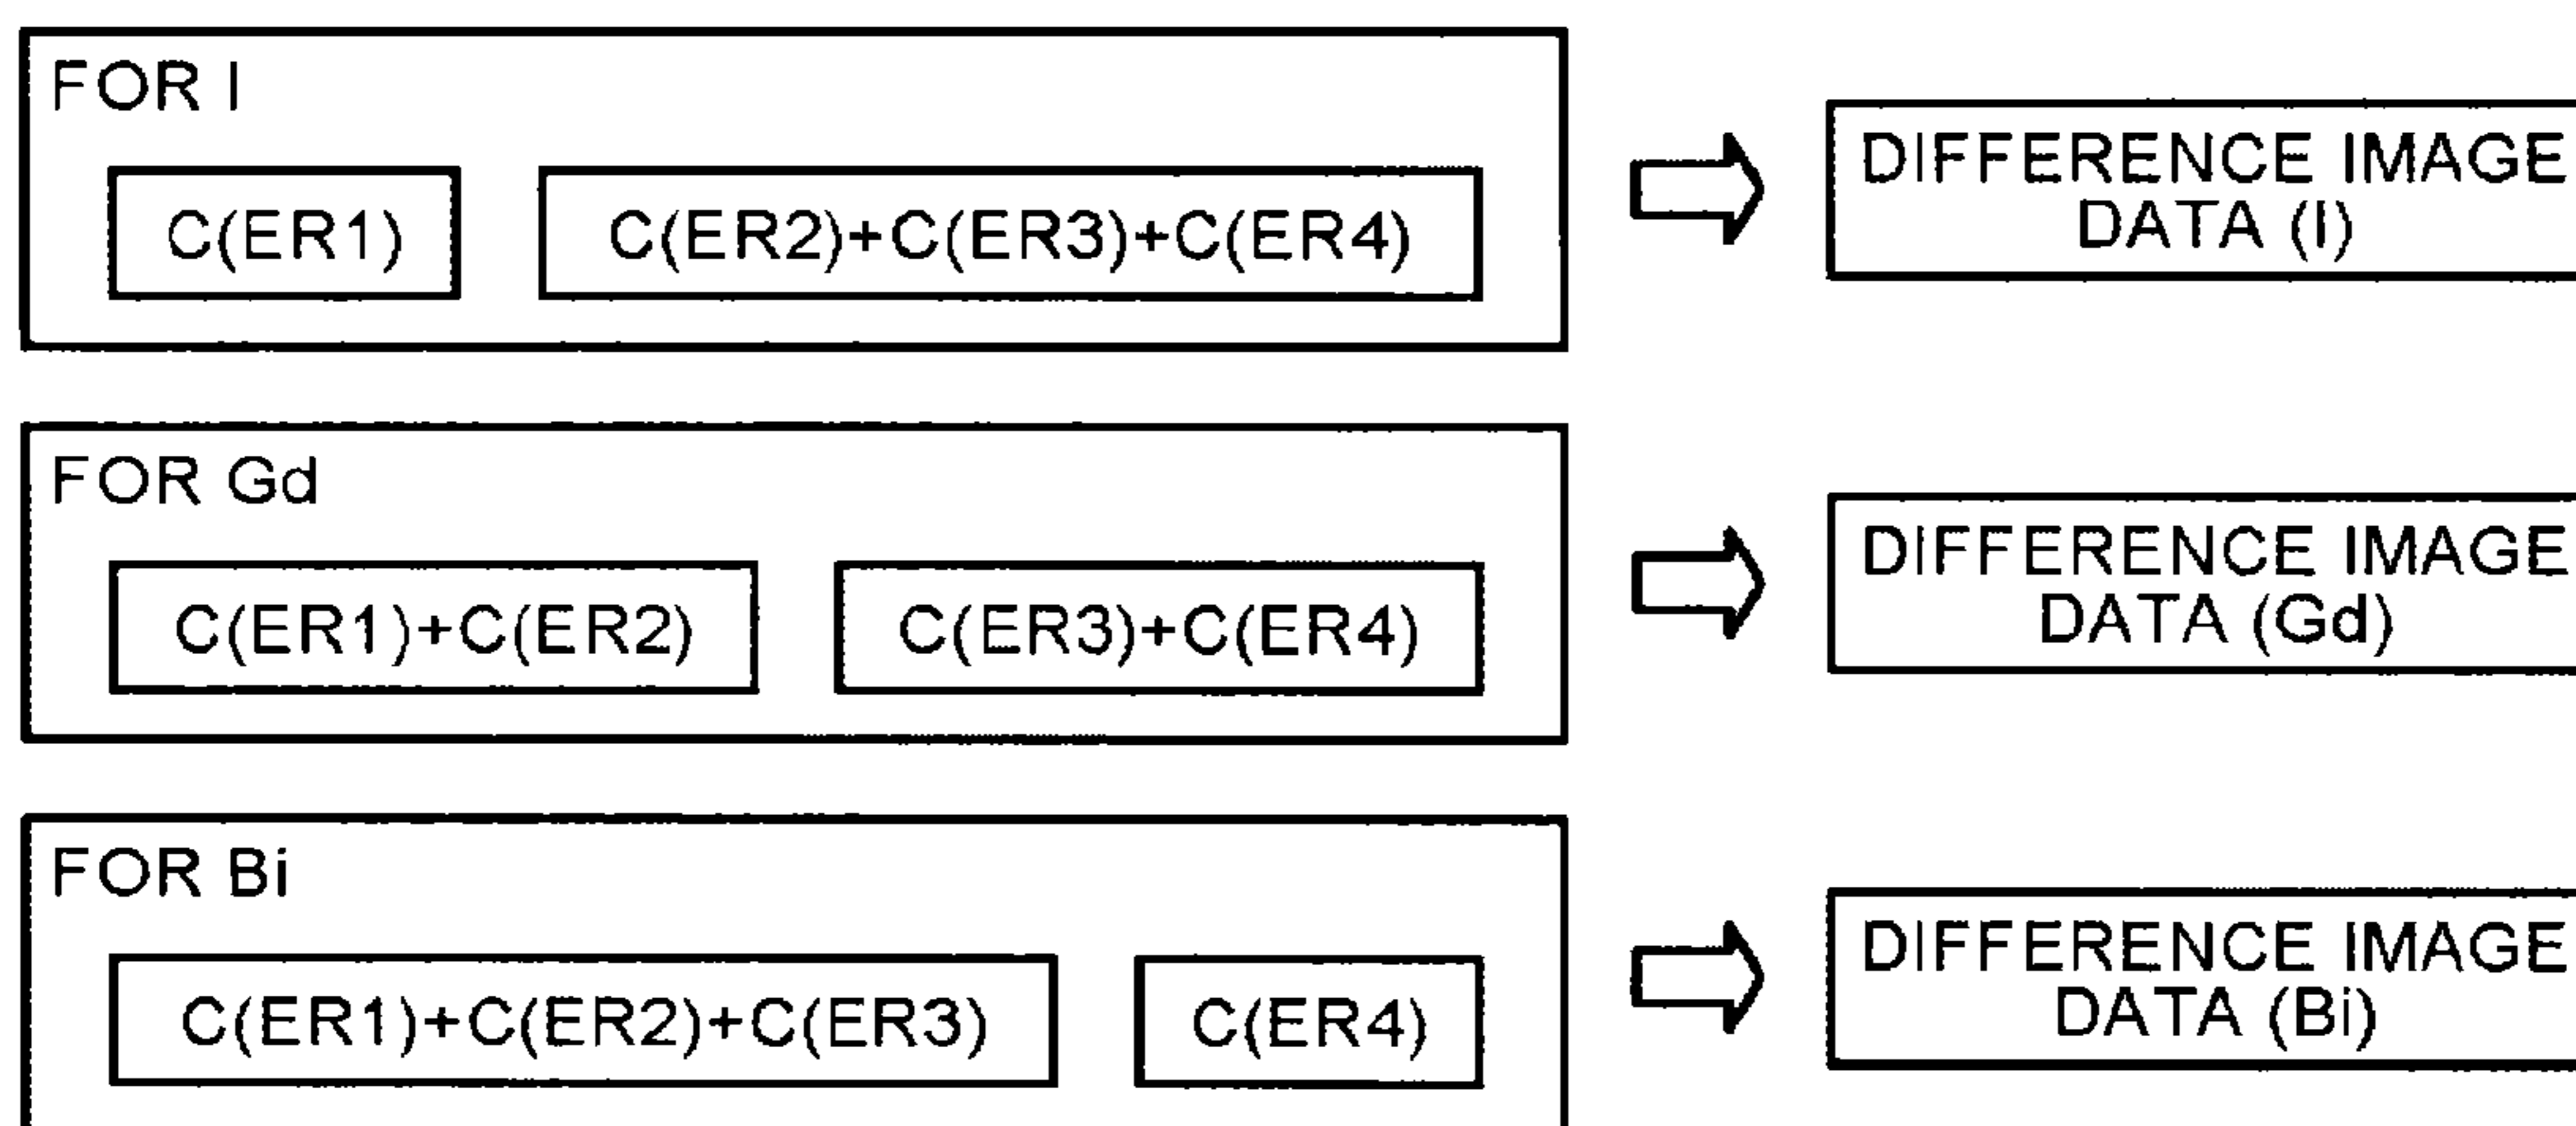 FOR I
C(ER1)
C(ER2)+C(ER3)+C(ER4)
DIFFERENCE IMAGE
DATA (I)
FOR Gd
C(ER1)+C(ER2)
C(ER3)+C(ER4)
DIFFERENCE IMAGE
DATA (Gd)
FOR Bi
C(ER1)+C(ER2)+C(ER3)
C(ER4)
DIFFERENCE IMAGE
DATA (Bi)